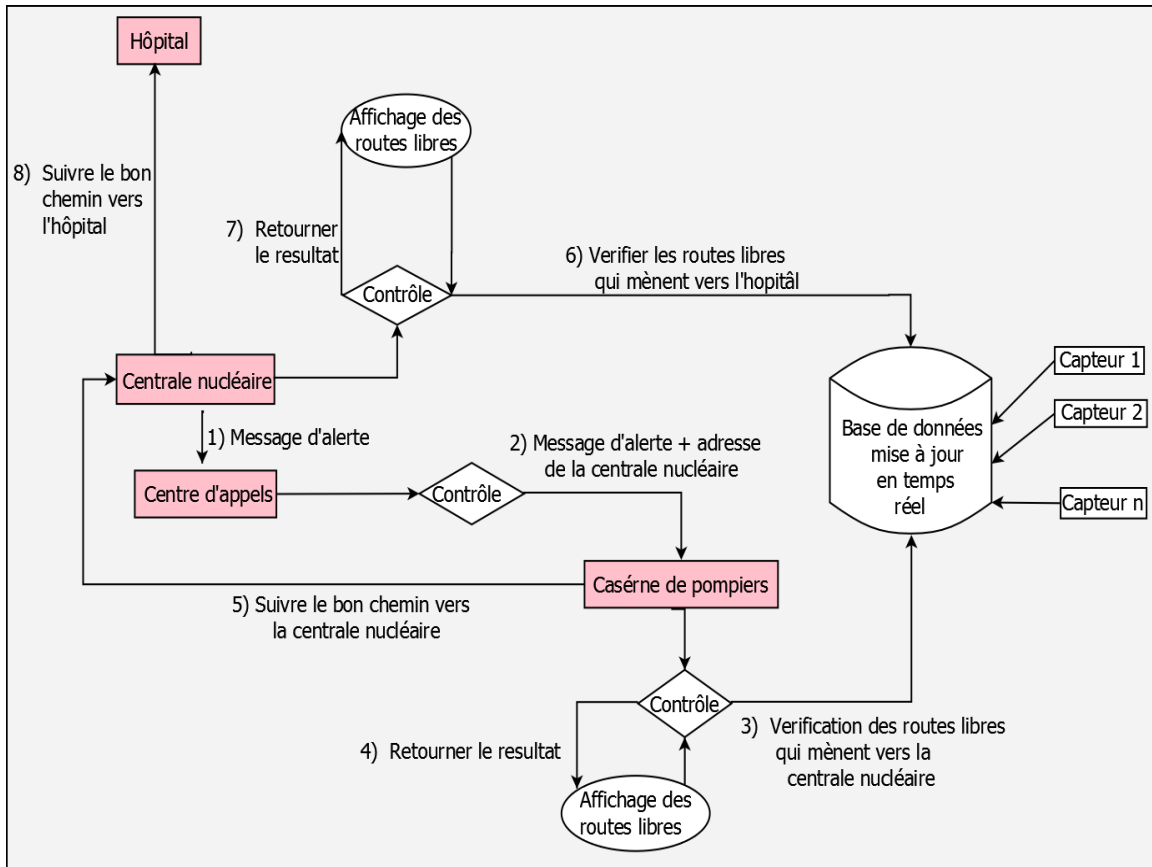 Hôpital
Affichage des
routes libres
8) Suivre le bon
chemin vers
l'hôpital
7) Retourner
le resultat
6) Verifier les routes libres
qui mènent vers l'hopitâl
Contrôle
Centrale nucléaire
Capteur 1
Capteur 2
Capteur n
Base de données
mise à jour
en temps
réel
1) Message d'alerte
2) Message d'alerte + adresse
de la centrale nucléaire
Centre d'appels
Contrôle
Casérne de pompiers
5) Suivre le bon chemin vers
la centrale nucléaire
Contrôle
3) Verification des routes libres
qui mènent vers la
centrale nucléaire
4) Retourner le resultat
Affichage des
routes libres